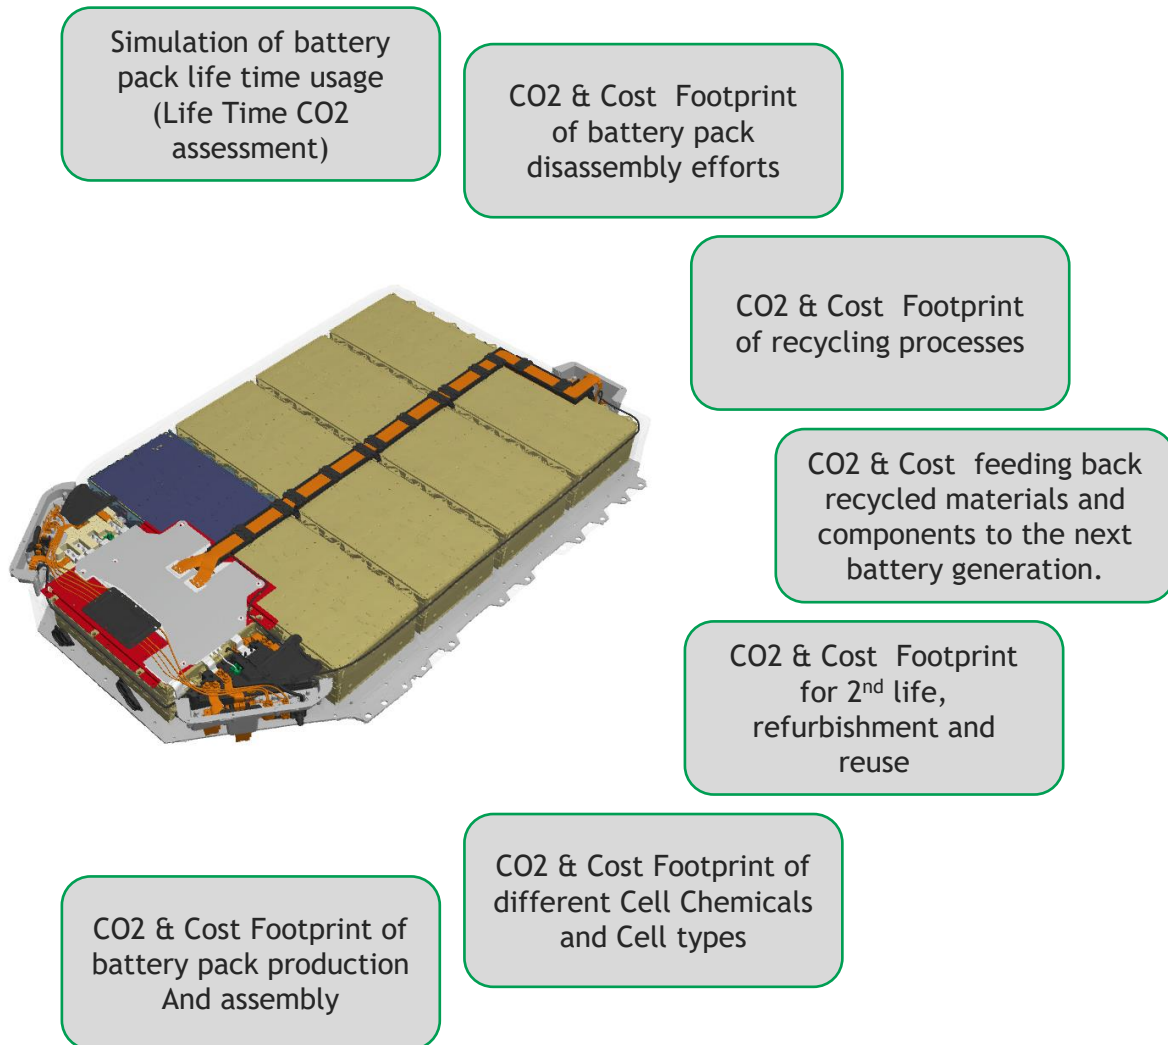 Simulation of battery
pack life time usage
(Life Time CO2
assessment)
CO2 & Cost  Footprint
of battery pack
disassembly efforts
CO2 & Cost  Footprint
of recycling processes
CO2 & Cost  feeding back
recycled materials and
components to the next
battery generation.
CO2 & Cost  Footprint
for 2nd life,
refurbishment and
reuse
CO2 & Cost Footprint of
different Cell Chemicals
and Cell types
CO2 & Cost Footprint of
battery pack production
And assembly